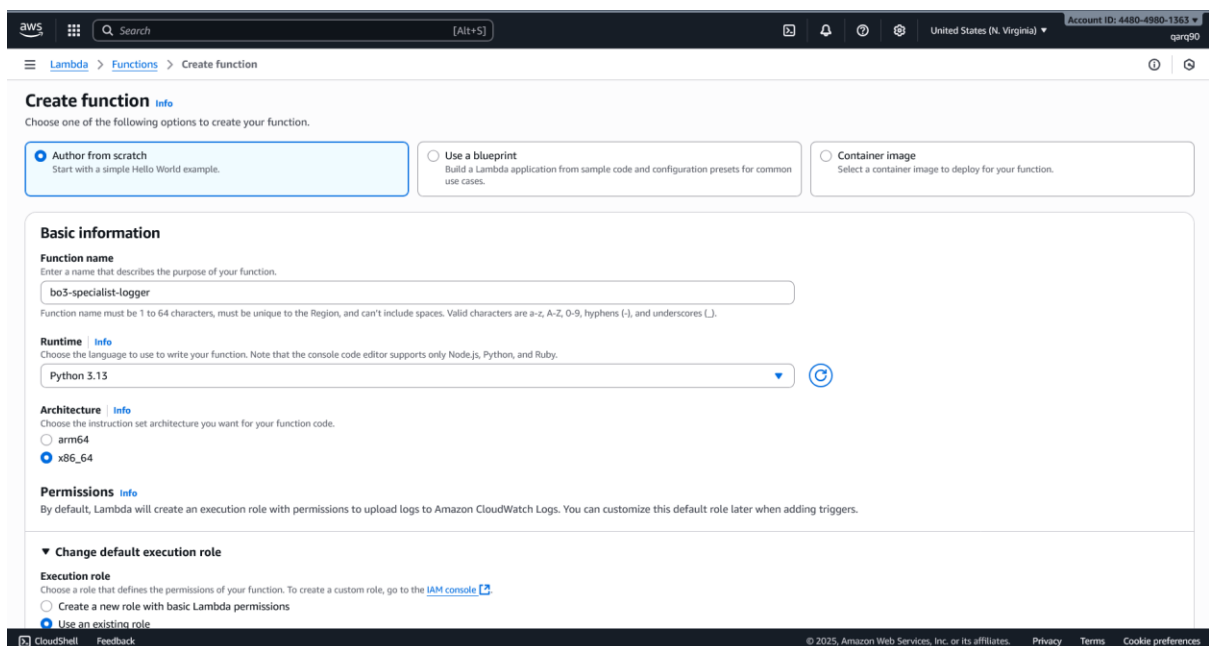 aws
Search
[Alt+S]
United States (N. Virginia)
Account ID: 4480-4980-1363
qarq90
Lambda > Functions > Create function
Create function Info
Choose one of the following options to create your function.
Author from scratch
Start with a simple Hello World example.
Use a blueprint
Build a Lambda application from sample code and configuration presets for common
use cases.
Container image
Select a container image to deploy for your function.
Basic information
Function name
Enter a name that describes the purpose of your function.
bo3-specialist-logger
Function name must be 1 to 64 characters, must be unique to the Region, and can't include spaces. Valid characters are a-z, A-Z, 0-9, hyphens (-), and underscores (_).
Runtime Info
Choose the language to use to write your function. Note that the console code editor supports only Node.js, Python, and Ruby.
Python 3.13
Architecture Info
Choose the instruction set architecture you want for your function code.
arm64
x86_64
Permissions Info
By default, Lambda will create an execution role with permissions to upload logs to Amazon CloudWatch Logs. You can customize this default role later when adding triggers.
Change default execution role
Execution role
Choose a role that defines the permissions of your function. To create a custom role, go to the IAM console.
Create a new role with basic Lambda permissions
Use an existing role
CloudShell Feedback © 2025, Amazon Web Services, Inc. or its affiliates. Privacy Terms Cookie preferences